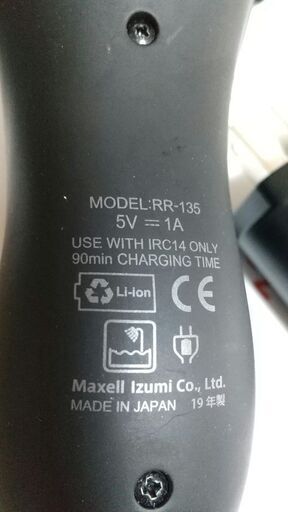 MODEL:RR-135
5V ⎓ 1A
USE WITH IRC14 ONLY
90min CHARGING TIME
Li-ion CE
Maxell Izumi Co., Ltd.
MADE IN JAPAN 19年製